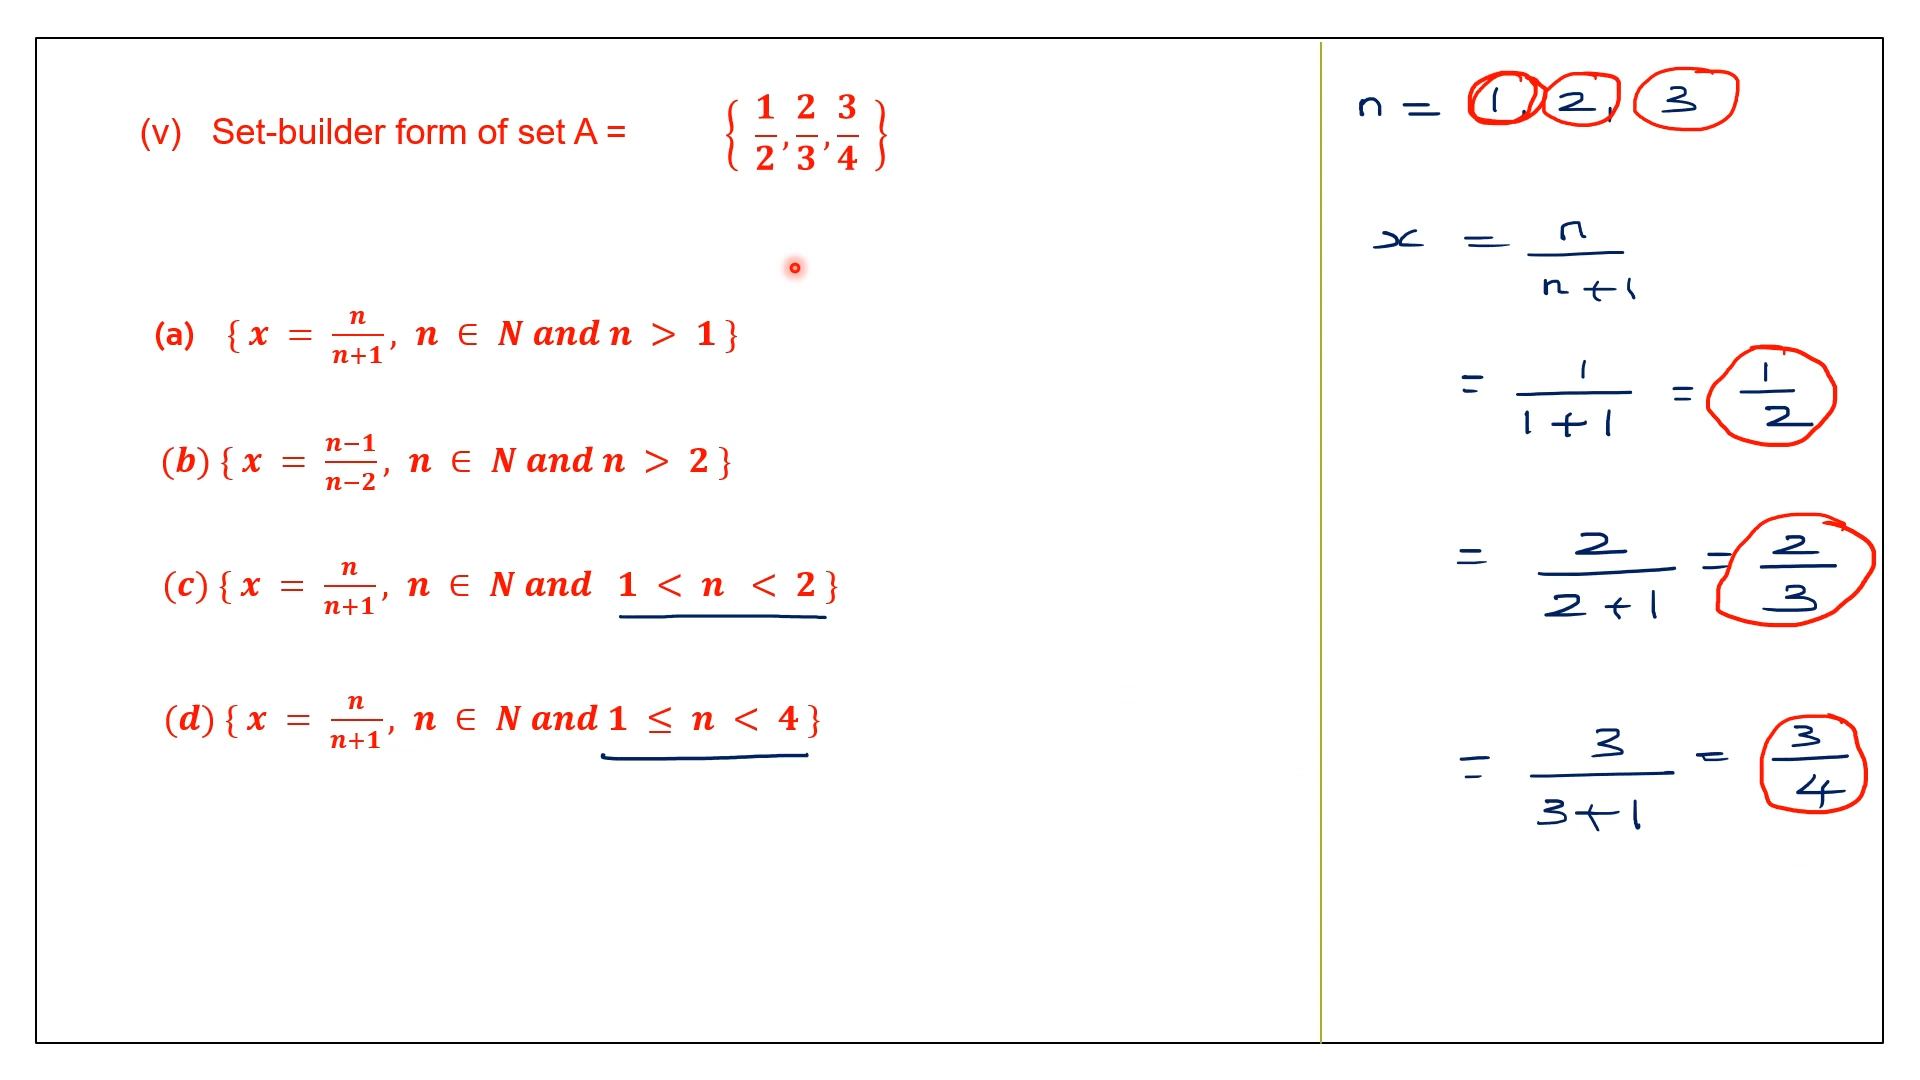 (v) Set-builder form of set A = { 1/2, 2/3, 3/4 }
(a) { x = n/n+1, n ∈ N and n > 1 }
(b) { x = n−1/n−2, n ∈ N and n > 2 }
(c) { x = n/n+1, n ∈ N and 1 < n < 2 }
(d) { x = n/n+1, n ∈ N and 1 ≤ n < 4 }
n = 1, 2, 3
x = n/n+1
= 1/1+1 = 1/2
= 2/2+1 = 2/3
= 3/3+1 = 3/4